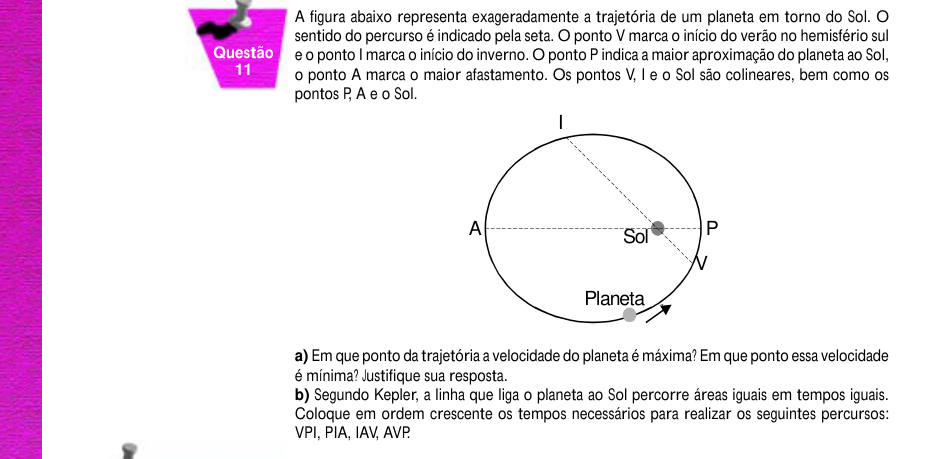 Questão
11
A figura abaixo representa exageradamente a trajetória de um planeta em torno do Sol. O
sentido do percurso é indicado pela seta. O ponto V marca o início do verão no hemisfério sul
e o ponto I marca o início do inverno. O ponto P indica a maior aproximação do planeta ao Sol,
o ponto A marca o maior afastamento. Os pontos V, I e o Sol são colineares, bem como os
pontos P, A e o Sol.
I
A
Sol
P
V
Planeta
a) Em que ponto da trajetória a velocidade do planeta é máxima? Em que ponto essa velocidade
é mínima? Justifique sua resposta.
b) Segundo Kepler, a linha que liga o planeta ao Sol percorre áreas iguais em tempos iguais.
Coloque em ordem crescente os tempos necessários para realizar os seguintes percursos:
VPI, PIA, IAV, AVP.